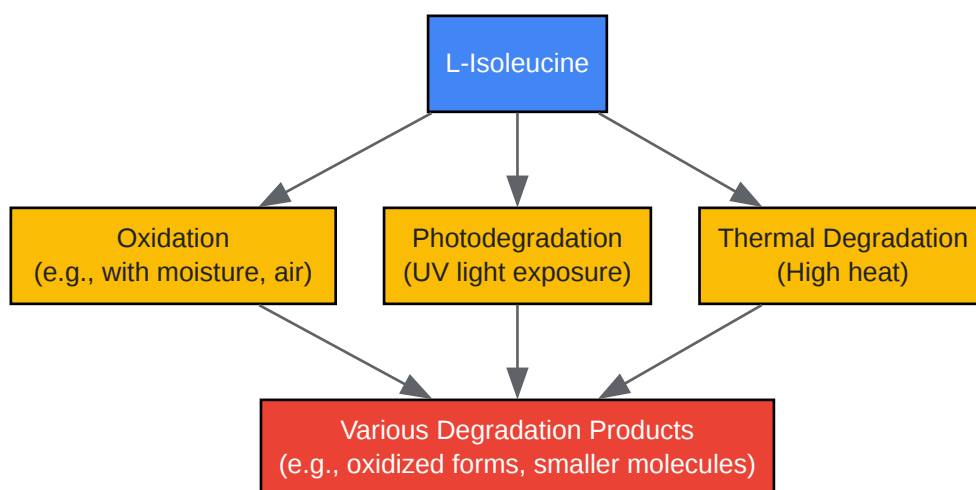 L-Isoleucine
Oxidation
(e.g., with moisture, air)
Photodegradation
(UV light exposure)
Thermal Degradation
(High heat)
Various Degradation Products
(e.g., oxidized forms, smaller molecules)